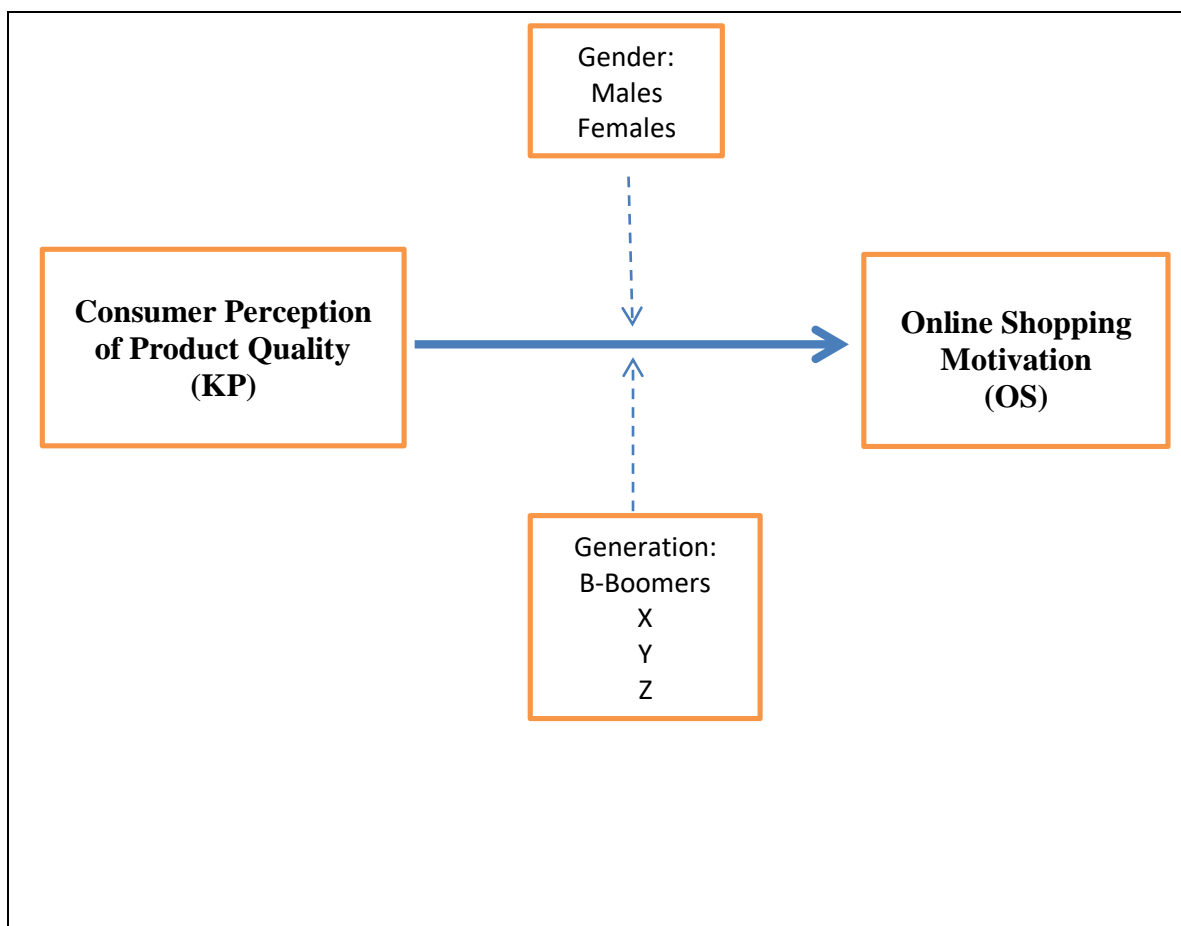 Gender:
Males
Females
Consumer Perception
of Product Quality
(KP)
Online Shopping
Motivation
(OS)
Generation:
B-Boomers
X
Y
Z